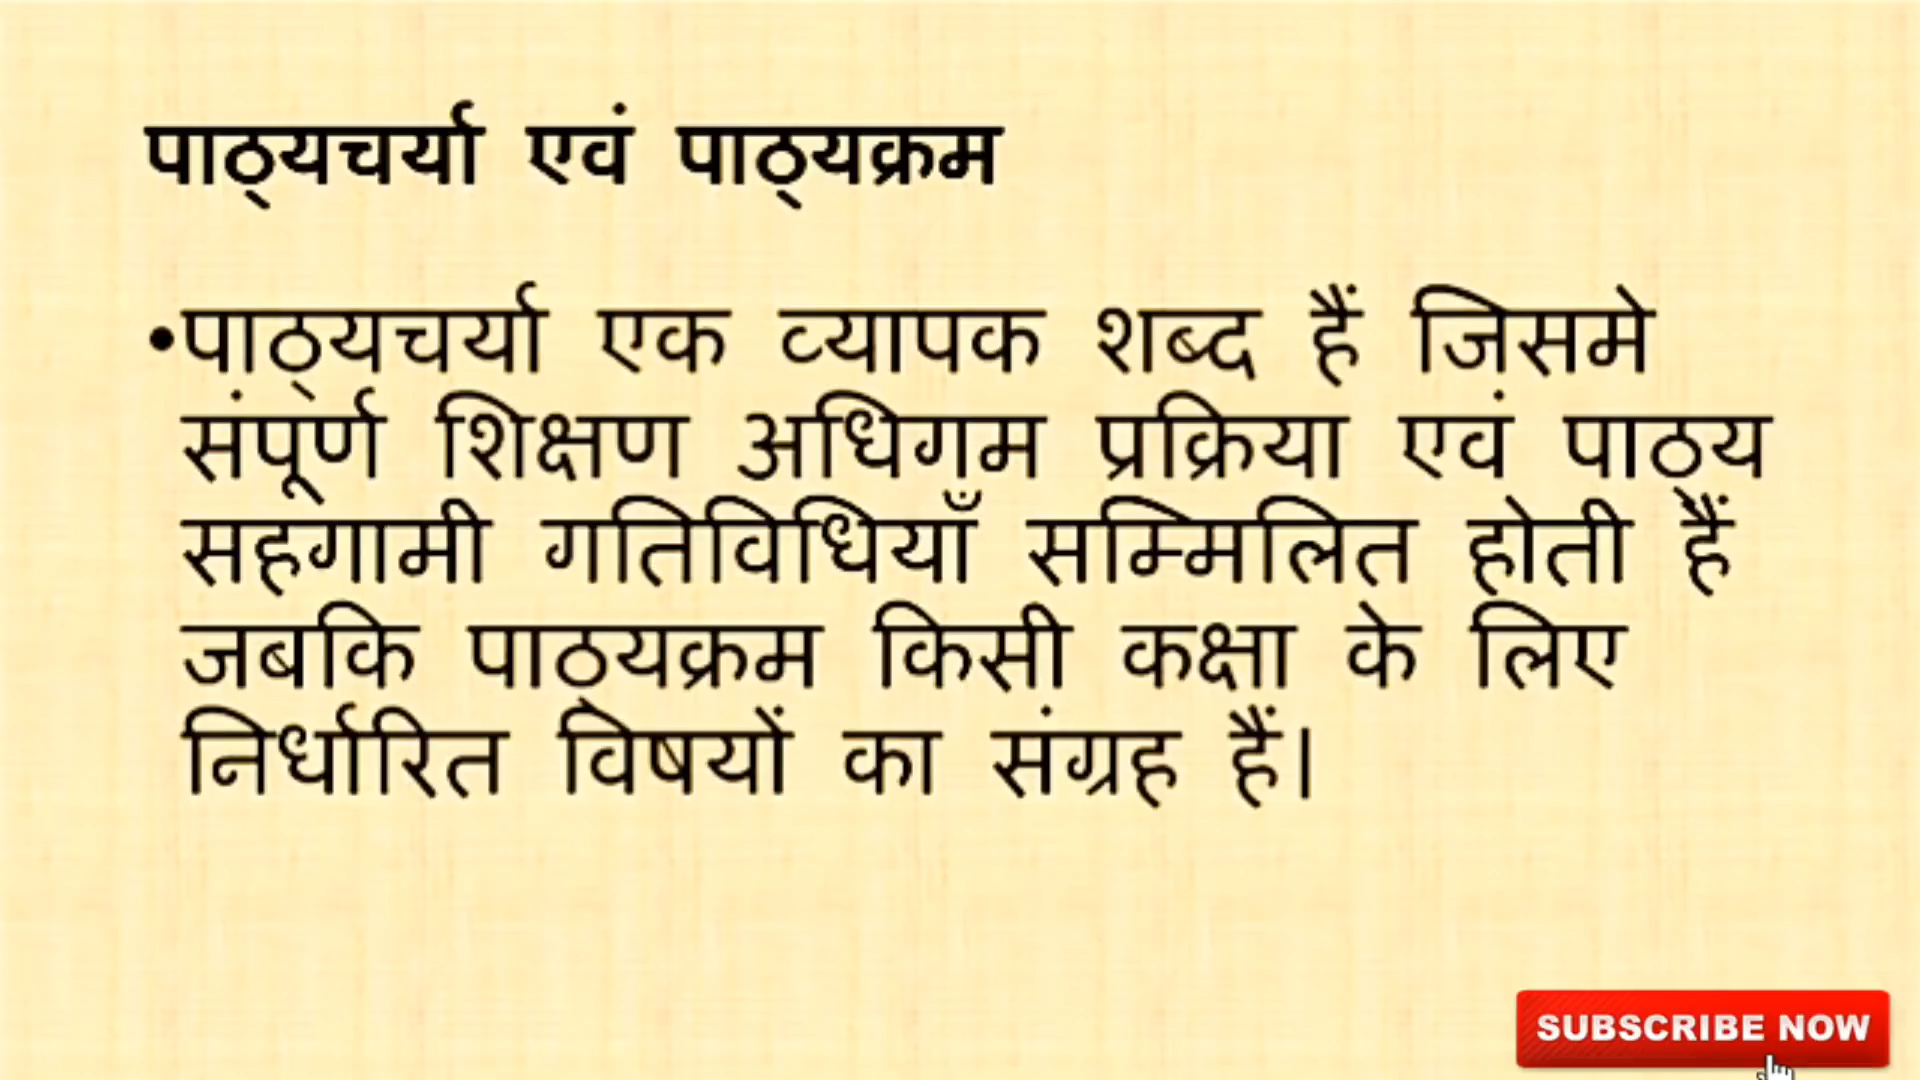 पाठ्यचर्या एवं पाठ्यक्रम
•पाठ्यचर्या एक व्यापक शब्द हैं जिसमे
संपूर्ण शिक्षण अधिगम प्रक्रिया एवं पाठ्य
सहगामी गतिविधियाँ सम्मिलित होती हैं
जबकि पाठ्यक्रम किसी कक्षा के लिए
निर्धारित विषयों का संग्रह हैं।
SUBSCRIBE NOW